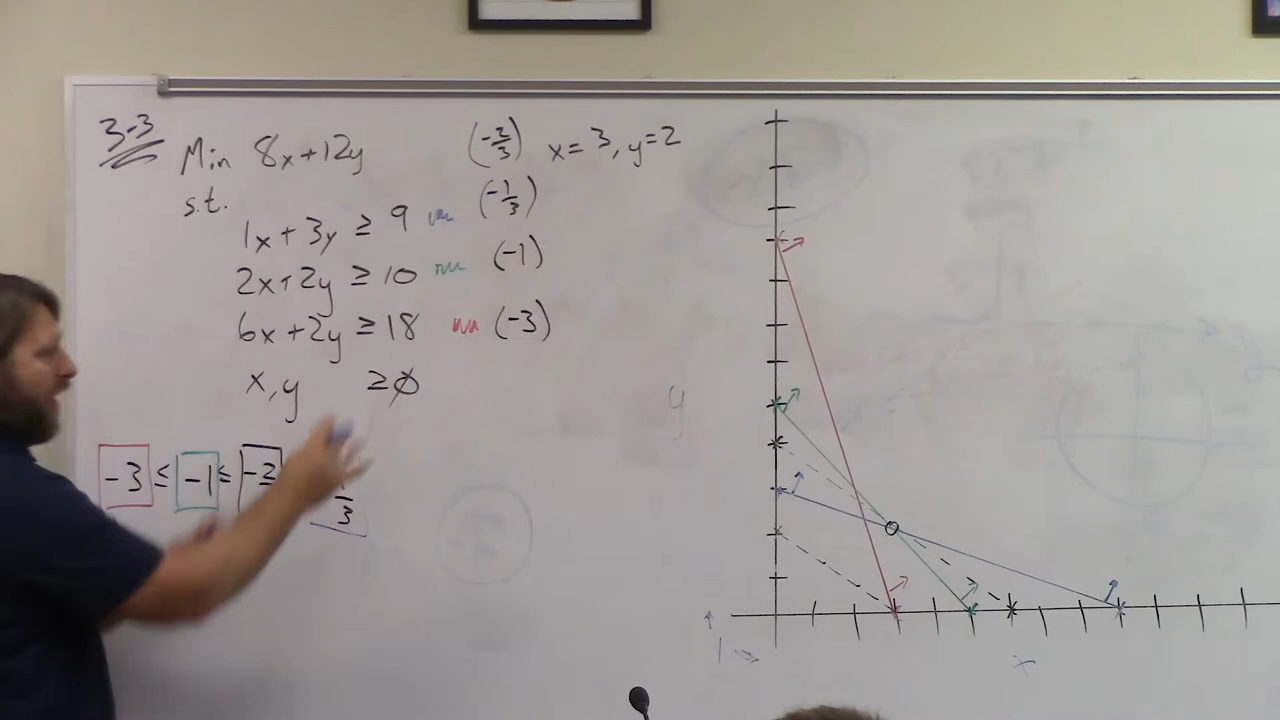 3-3
Min 8x+12y (-2/3) x=3, y=2
s.t. (-1/3)
1x+3y ≥ 9
2x+2y ≥ 10 (-1)
6x+2y ≥ 18 (-3)
x,y ≥ ∅
-3 ≤ -1 ≤ -2
1/3
y
x